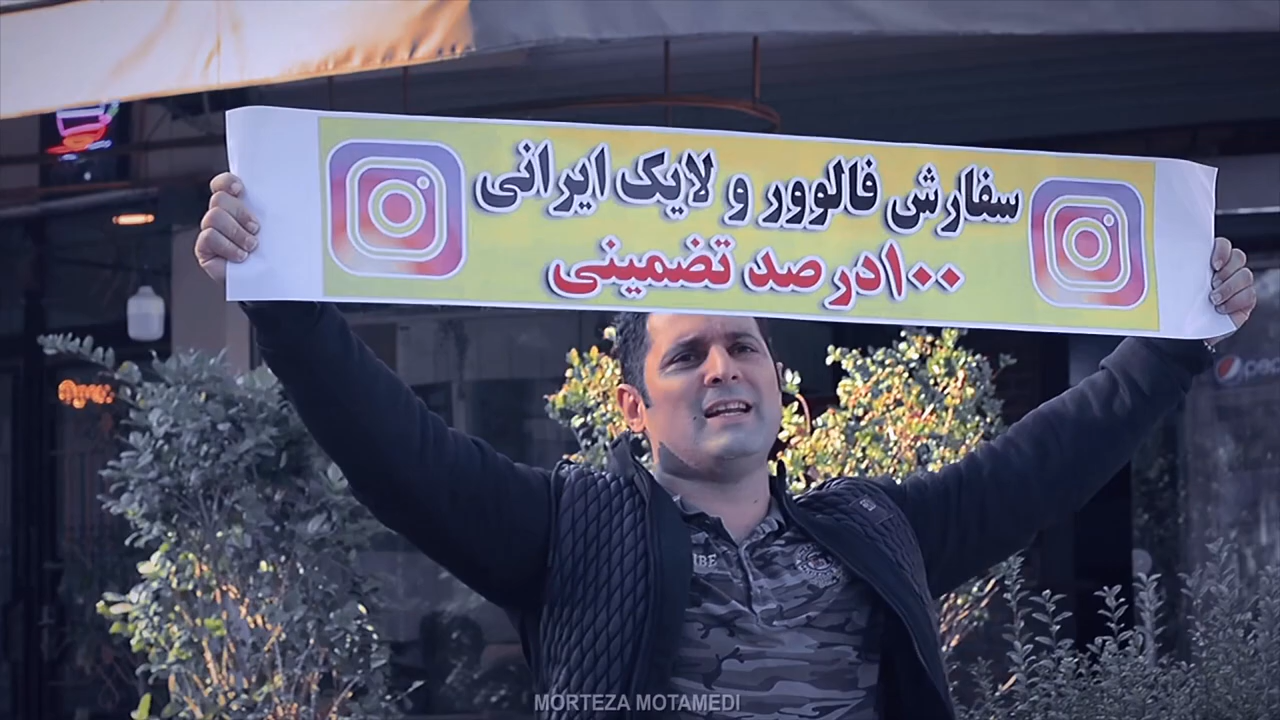 سفارش فالوور و لایک ایرانی
۱۰۰درصد تضمینی
MORTEZA MOTAMEDI